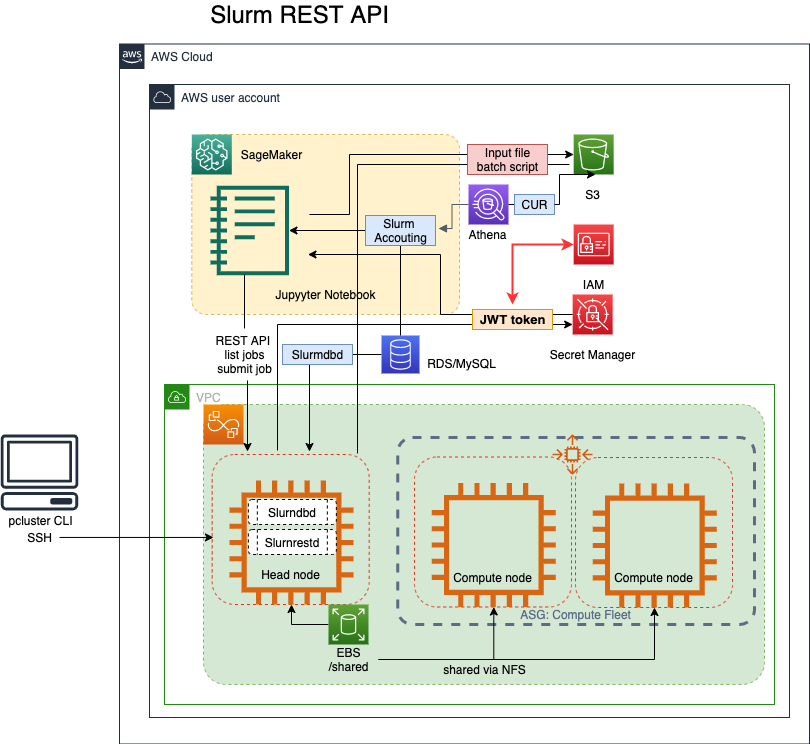 Slurm REST API
aws
AWS Cloud
AWS user account
SageMaker
Input file
batch script
S3
CUR
Athena
Slurm
Accouting
IAM
Jupyyter Notebook
JWT token
Secret Manager
REST API
list jobs
submit job
Slurmdbd
RDS/MySQL
VPC
pcluster CLI
SSH
Slurndbd
Slurnrestd
Head node
Compute node
Compute node
ASG: Compute Fleet
EBS
/shared
shared via NFS